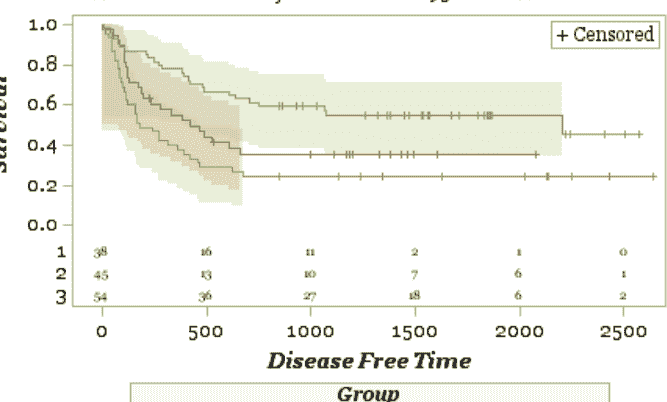 + Censored
Survival
1.0
0.8
0.6
0.4
0.2
0.0
1 38 16 11 2 1 0
2 45 13 10 7 6 1
3 54 36 27 18 6 2
0 500 1000 1500 2000 2500
Disease Free Time
Group